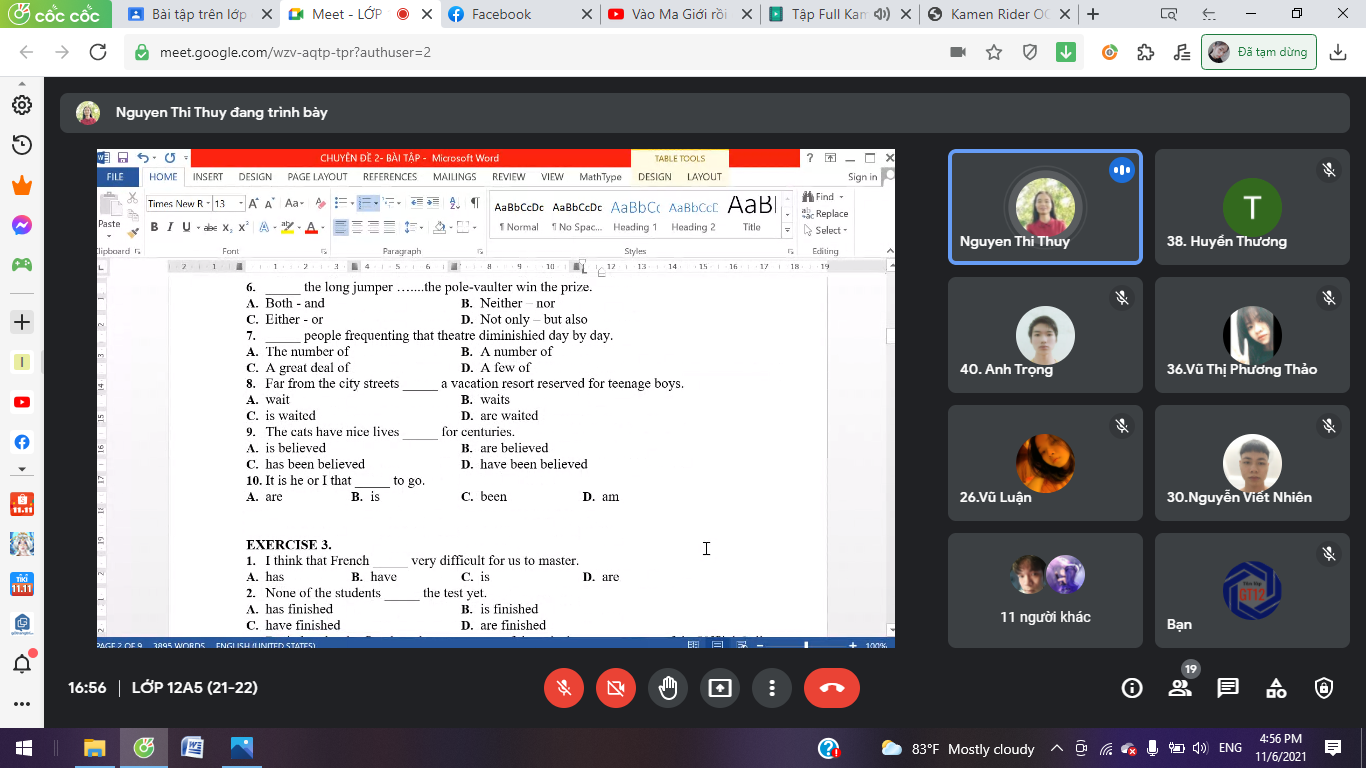 cốc cốc
Bài tập trên lớp
Meet - LỚP
Facebook
Vào Ma Giới rồi
Tập Full Kam
Kamen Rider OO
meet.google.com/wzv-aqtp-tpr?authuser=2
Đã tạm dừng
Nguyen Thi Thuy đang trình bày
CHUYÊN ĐỀ 2- BÀI TẬP - Microsoft Word
TABLE TOOLS
FILE HOME INSERT DESIGN PAGE LAYOUT REFERENCES MAILINGS REVIEW VIEW MathType DESIGN LAYOUT Sign in
Paste
Times New R 13
AaBbCcDc AaBbCcDc AaBbCc AaBbCcD AaBI
¶ Normal ¶ No Spac... Heading 1 Heading 2 Title
Find
Replace
Select
lipboard Font Paragraph Styles Editing
6. _____ the long jumper …....the pole-vaulter win the prize.
A. Both - and B. Neither – nor
C. Either - or D. Not only – but also
7. _____ people frequenting that theatre diminishied day by day.
A. The number of B. A number of
C. A great deal of D. A few of
8. Far from the city streets _____ a vacation resort reserved for teenage boys.
A. wait B. waits
C. is waited D. are waited
9. The cats have nice lives _____ for centuries.
A. is believed B. are believed
C. has been believed D. have been believed
10. It is he or I that _____ to go.
A. are B. is C. been D. am
EXERCISE 3.
1. I think that French _____ very difficult for us to master.
A. has B. have C. is D. are
2. None of the students _____ the test yet.
A. has finished B. is finished
C. have finished D. are finished
PAGE 2 OF 9 3895 WORDS ENGLISH (UNITED STATES) 100%
Nguyen Thi Thuy
T
38. Huyền Thương
40. Anh Trọng
36.Vũ Thị Phương Thảo
26.Vũ Luận
30.Nguyễn Viết Nhiên
11 người khác
GT12
Bạn
16:56 LỚP 12A5 (21-22)
19
11.11
TIKI
11.11
83°F Mostly cloudy
ENG
4:56 PM
11/6/2021